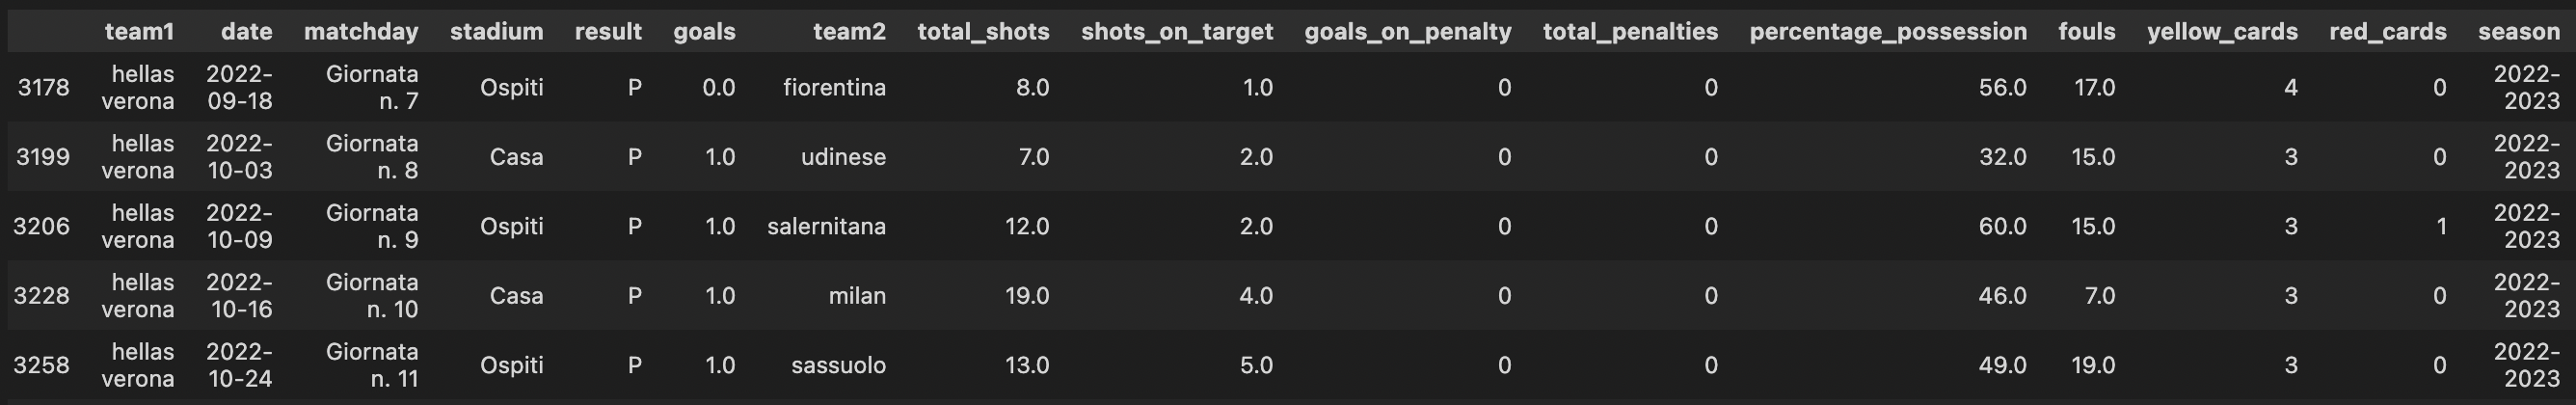 team1 date matchday stadium result goals team2 total_shots shots_on_target goals_on_penalty total_penalties percentage_possession fouls yellow_cards red_cards season
3178 hellas verona 2022-09-18 Giornata n. 7 Ospiti P 0.0 fiorentina 8.0 1.0 0 0 56.0 17.0 4 0 2022-2023
3199 hellas verona 2022-10-03 Giornata n. 8 Casa P 1.0 udinese 7.0 2.0 0 0 32.0 15.0 3 0 2022-2023
3206 hellas verona 2022-10-09 Giornata n. 9 Ospiti P 1.0 salernitana 12.0 2.0 0 0 60.0 15.0 3 1 2022-2023
3228 hellas verona 2022-10-16 Giornata n. 10 Casa P 1.0 milan 19.0 4.0 0 0 46.0 7.0 3 0 2022-2023
3258 hellas verona 2022-10-24 Giornata n. 11 Ospiti P 1.0 sassuolo 13.0 5.0 0 0 49.0 19.0 3 0 2022-2023